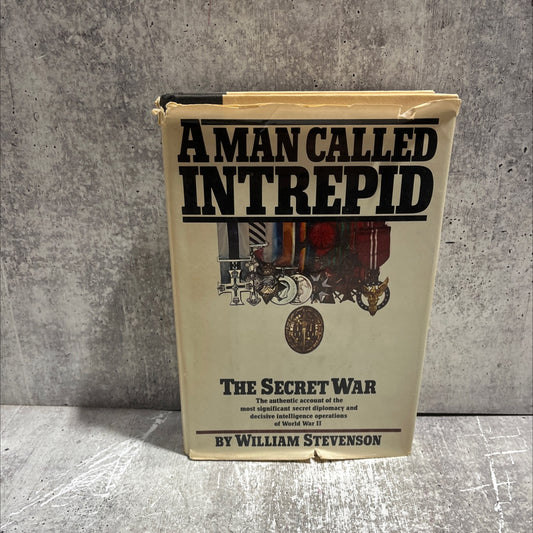 A MAN CALLED
INTREPID
THE SECRET WAR
The authentic account of the
most significant secret diplomacy and
decisive intelligence operations
of World War II
BY WILLIAM STEVENSON